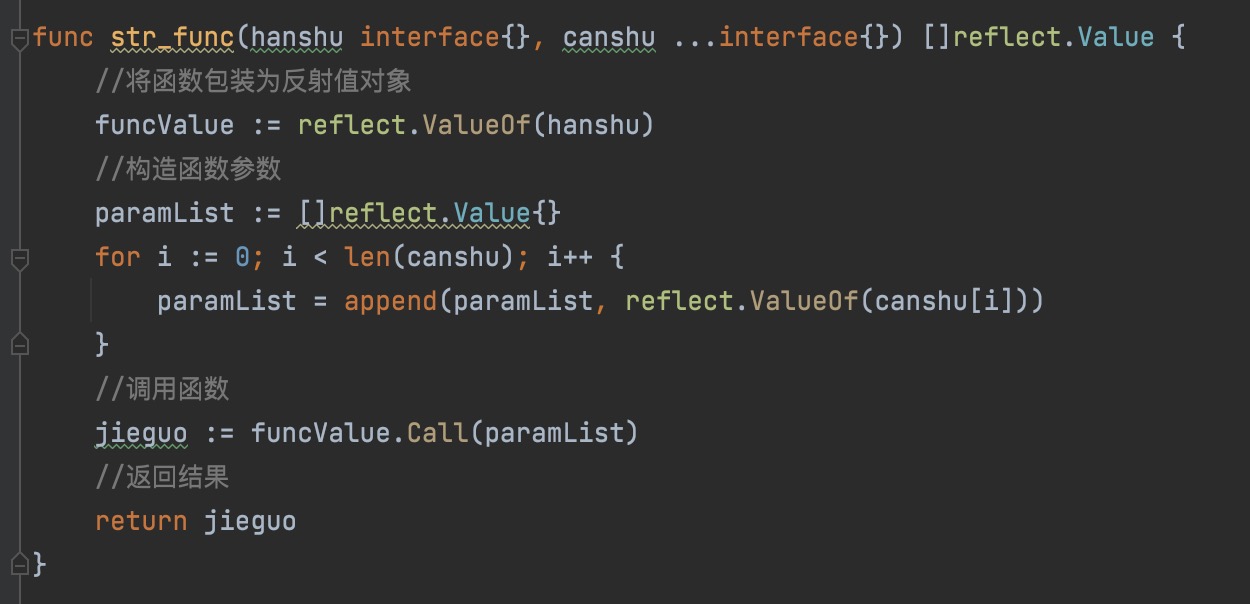 func str_func(hanshu interface{}, canshu ...interface{}) []reflect.Value {
//将函数包装为反射值对象
funcValue := reflect.ValueOf(hanshu)
//构造函数参数
paramList := []reflect.Value{}
for i := 0; i < len(canshu); i++ {
paramList = append(paramList, reflect.ValueOf(canshu[i]))
}
//调用函数
jieguo := funcValue.Call(paramList)
//返回结果
return jieguo
}